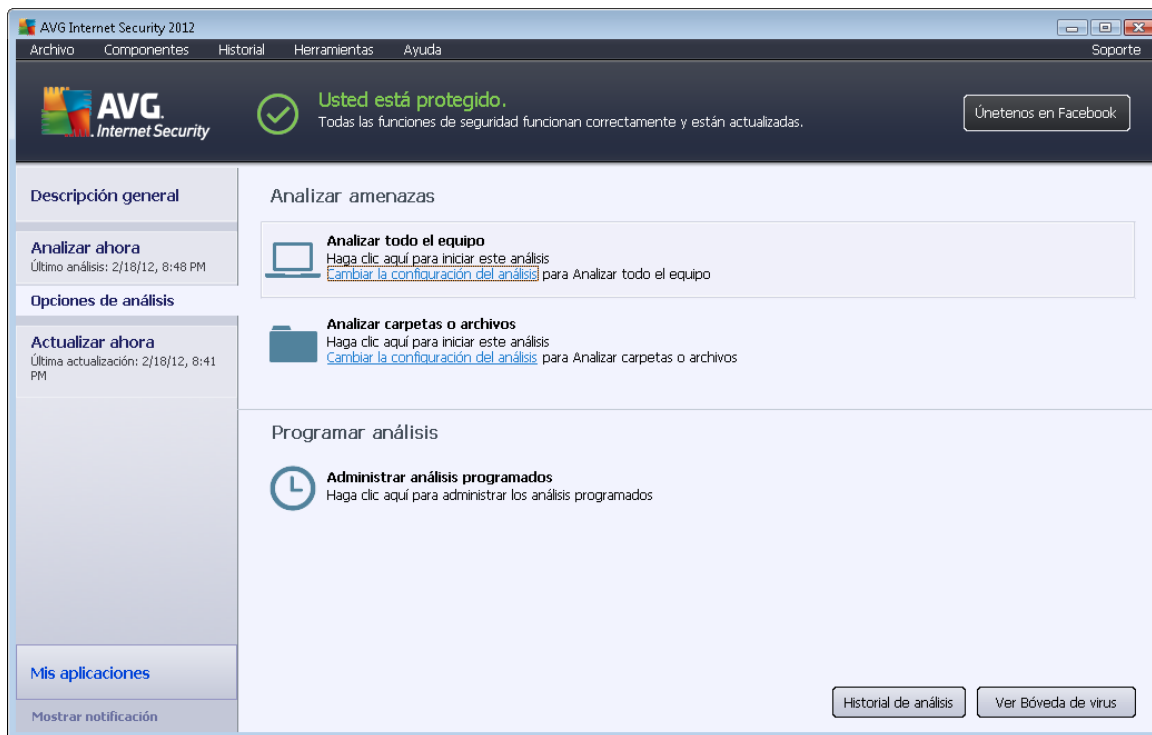 AVG Internet Security 2012
Archivo Componentes Historial Herramientas Ayuda Soporte
AVG.
Internet Security
Usted está protegido.
Todas las funciones de seguridad funcionan correctamente y están actualizadas.
Únetenos en Facebook
Descripción general
Analizar ahora
Último análisis: 2/18/12, 8:48 PM
Opciones de análisis
Actualizar ahora
Última actualización: 2/18/12, 8:41
PM
Mis aplicaciones
Mostrar notificación
Analizar amenazas
Analizar todo el equipo
Haga clic aquí para iniciar este análisis
Cambiar la configuración del análisis para Analizar todo el equipo
Analizar carpetas o archivos
Haga clic aquí para iniciar este análisis
Cambiar la configuración del análisis para Analizar carpetas o archivos
Programar análisis
Administrar análisis programados
Haga clic aquí para administrar los análisis programados
Historial de análisis
Ver Bóveda de virus